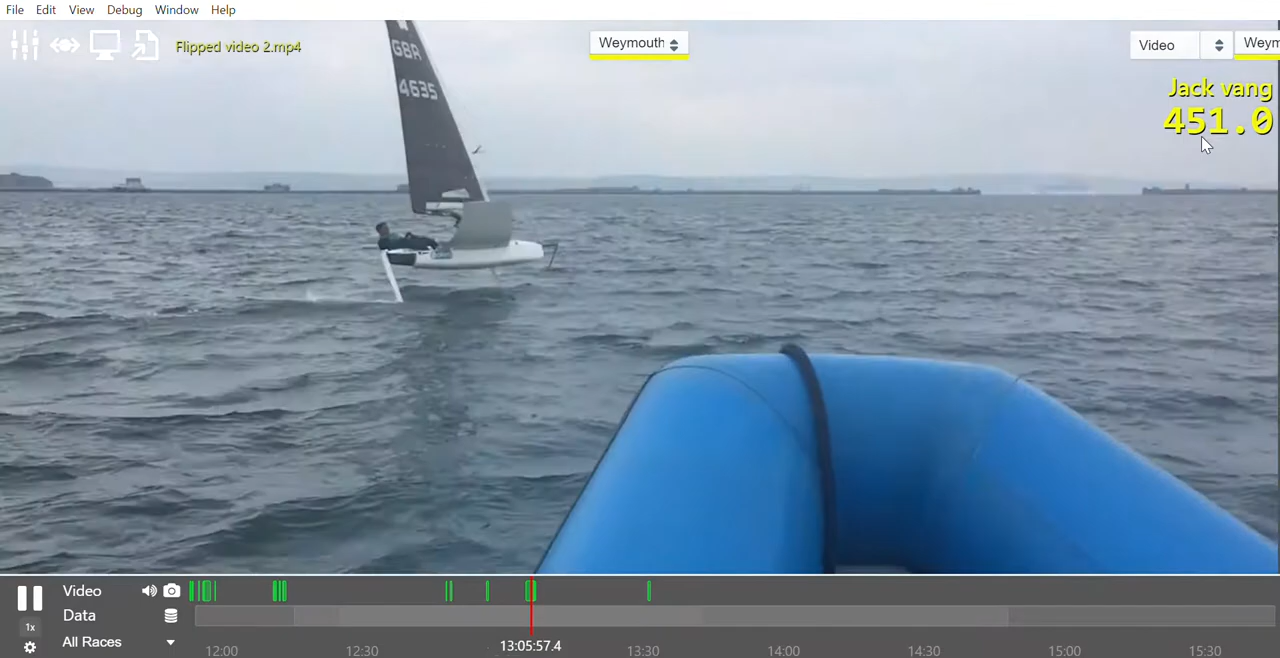 File Edit View Debug Window Help
Flipped video 2.mp4
Weymouth
Video
Weym
GBR
4635
Jack vang
451.0
Video
Data
1x
All Races
13:05:57.4
12:00 12:30 13:30 14:00 14:30 15:00 15:30